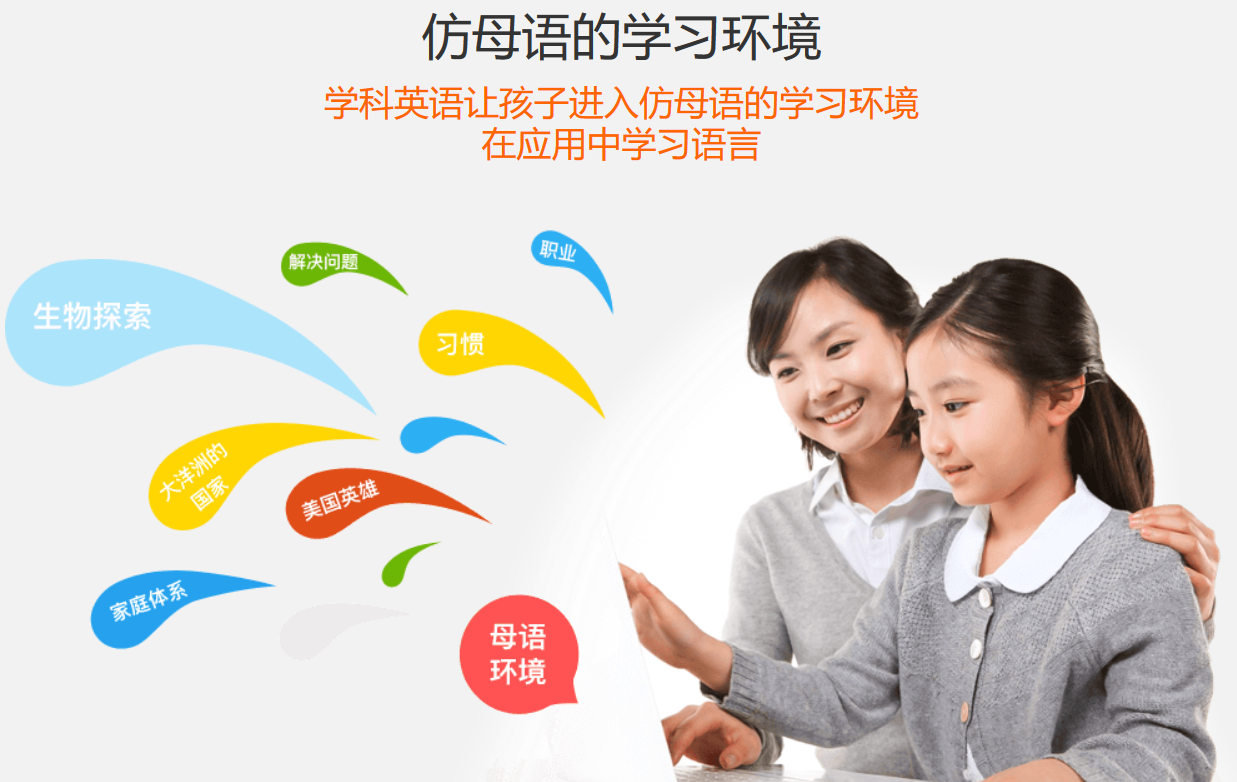 仿母语的学习环境
学科英语让孩子进入仿母语的学习环境
在应用中学习语言
职业
解决问题
生物探索
习惯
大洋洲的
国家
美国英雄
家庭体系
母语
环境